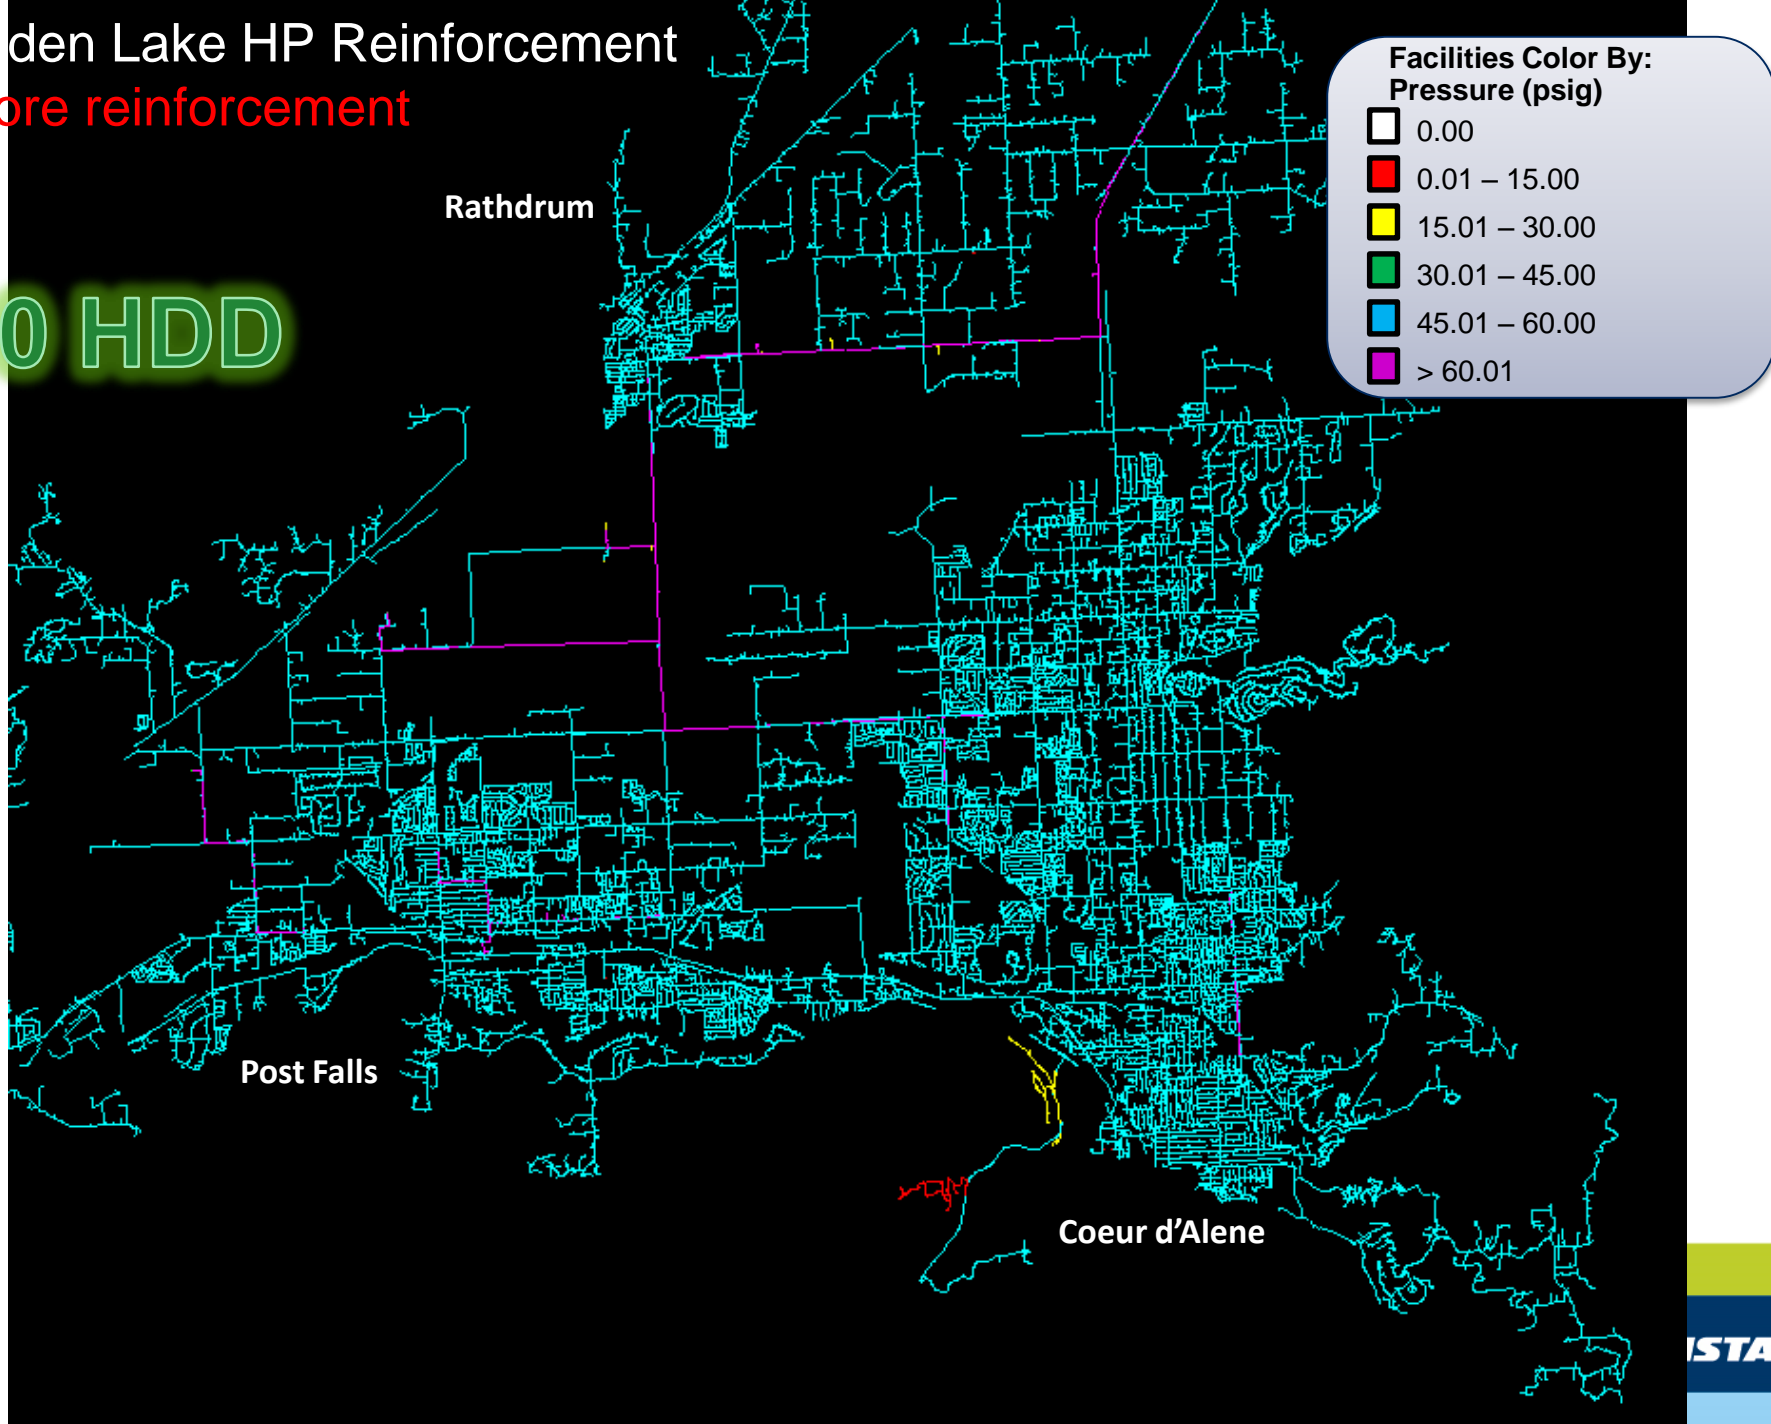 den Lake HP Reinforcement
ore reinforcement
0 HDD
Facilities Color By:
Pressure (psig)
0.00
0.01 – 15.00
15.01 – 30.00
30.01 – 45.00
45.01 – 60.00
> 60.01
Rathdrum
Post Falls
Coeur d'Alene
ISTA